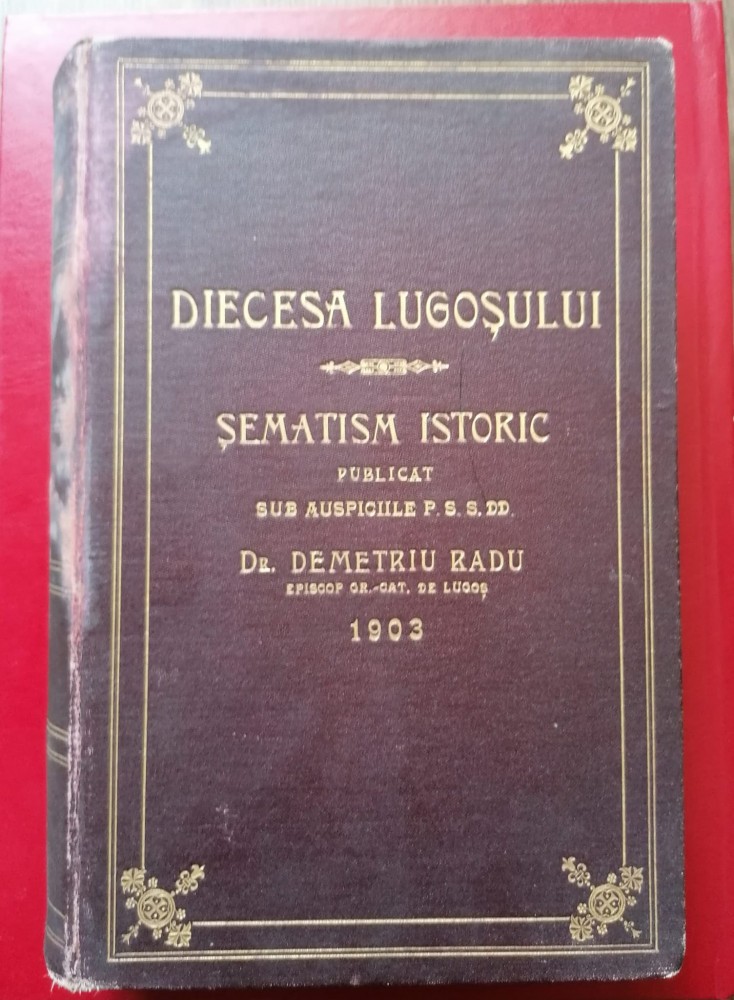 DIECESA LUGOȘULUI
ȘEMATISM ISTORIC
PUBLICAT
SUB AUSPICIILE P. S. S. DD.
DR. DEMETRIU RADU
EPISCOP GR.-CAT. DE LUGOȘ
1903